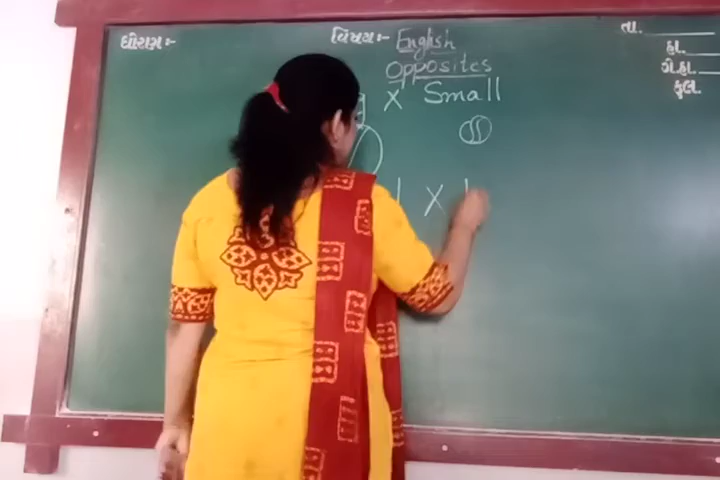 ધોરણ:-
વિષય:- English
તા.
Opposites
હા.
ગે.હા.
x Small
કુલ.
x